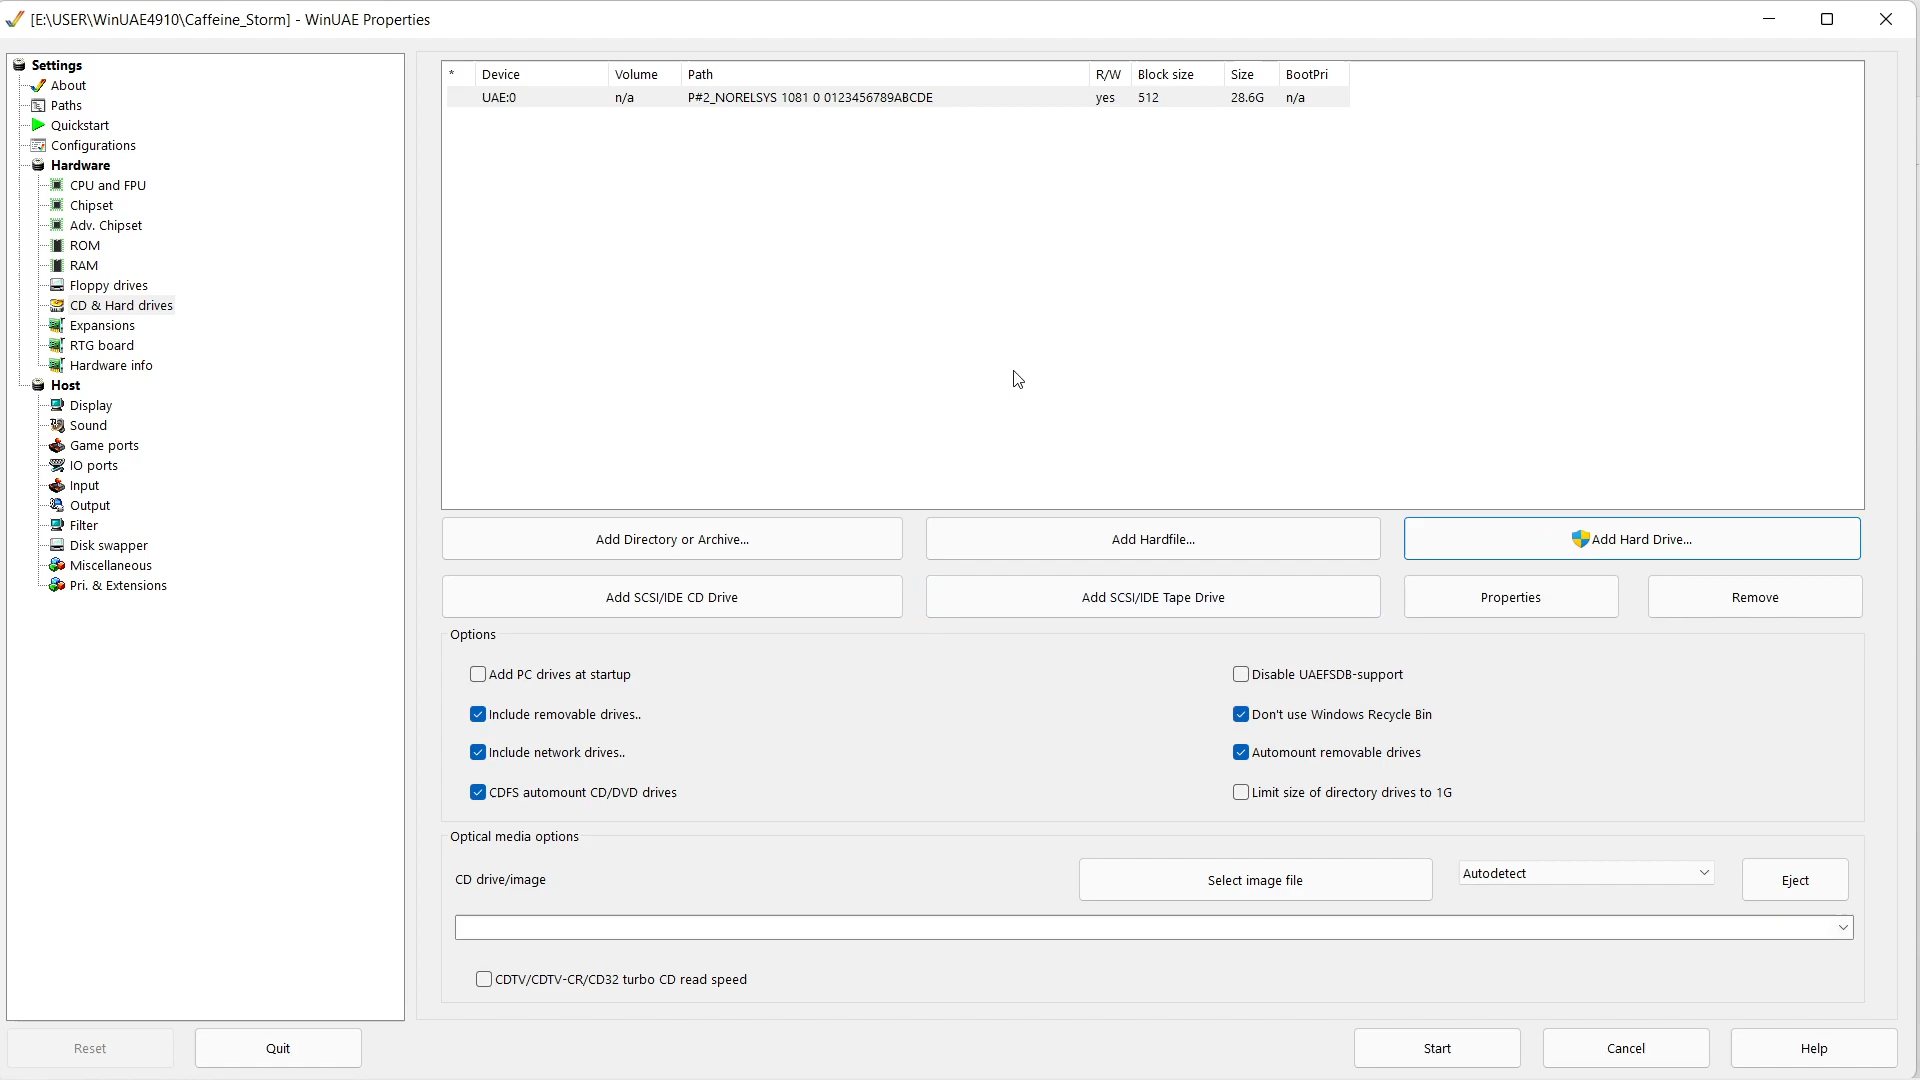 [E:\USER\WinUAE4910\Caffeine_Storm] - WinUAE Properties
Settings
About
Paths
Quickstart
Configurations
Hardware
CPU and FPU
Chipset
Adv. Chipset
ROM
RAM
Floppy drives
CD & Hard drives
Expansions
RTG board
Hardware info
Host
Display
Sound
Game ports
IO ports
Input
Output
Filter
Disk swapper
Miscellaneous
Pri. & Extensions
* Device Volume Path R/W Block size Size BootPri
UAE:0 n/a P#2_NORELSYS 1081 0 0123456789ABCDE yes 512 28.6G n/a
Add Directory or Archive... Add Hardfile... Add Hard Drive...
Add SCSI/IDE CD Drive Add SCSI/IDE Tape Drive Properties Remove
Options
Add PC drives at startup Disable UAEFSDB-support
Include removable drives.. Don't use Windows Recycle Bin
Include network drives.. Automount removable drives
CDFS automount CD/DVD drives Limit size of directory drives to 1G
Optical media options
CD drive/image Select image file Autodetect Eject
CDTV/CDTV-CR/CD32 turbo CD read speed
Reset Quit Start Cancel Help